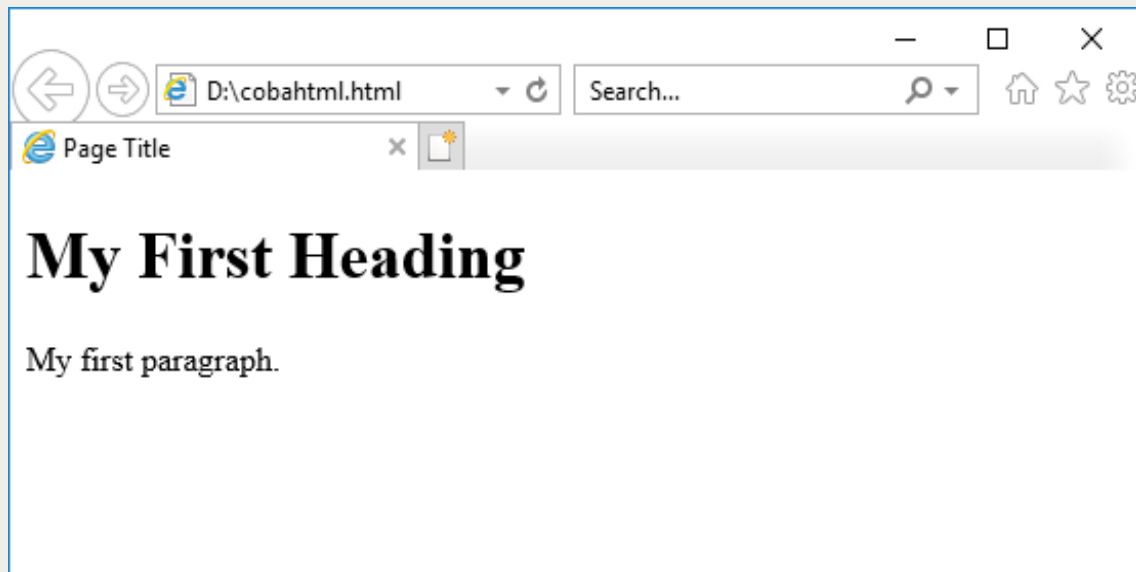 D:\cobahtml.html
Search...
Page Title
My First Heading
My first paragraph.